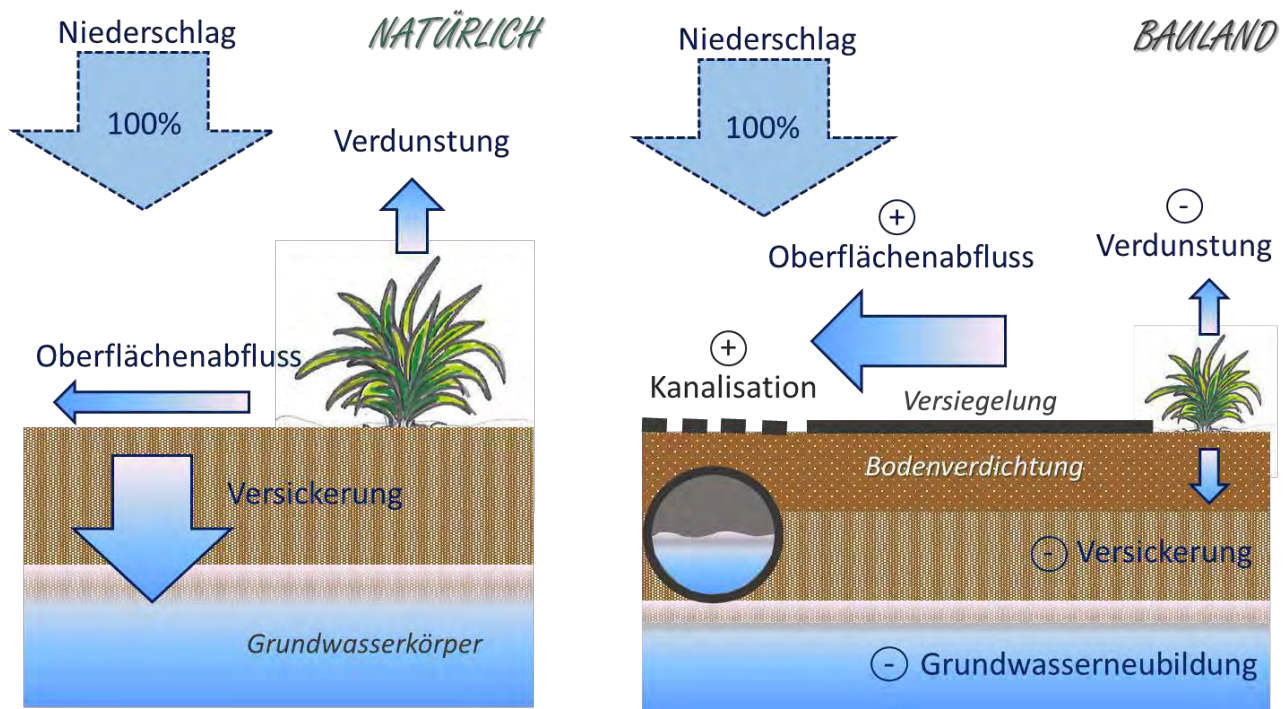 Niederschlag
NATÜRLICH
100%
Verdunstung
Oberflächenabfluss
Versickerung
Grundwasserkörper
Niederschlag
BAULAND
100%
+
Oberflächenabfluss
-
Verdunstung
+
Kanalisation
Versiegelung
Bodenverdichtung
- Versickerung
- Grundwasserneubildung